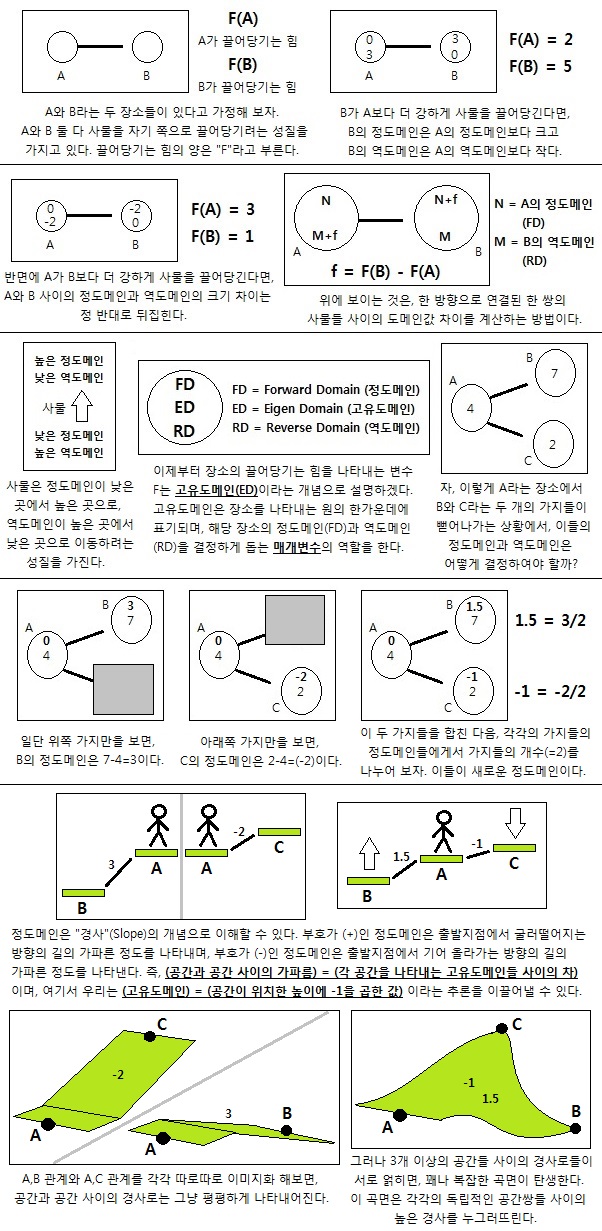 F(A)
A가 끌어당기는 힘
F(B)
B가 끌어당기는 힘
A
B
A와 B라는 두 장소들이 있다고 가정해 보자.
A와 B 둘 다 사물을 자기 쪽으로 끌어당기려는 성질을
가지고 있다. 끌어당기는 힘의 양은 "F"라고 부른다.
0
3
A
3
0
B
F(A) = 2
F(B) = 5
B가 A보다 더 강하게 사물을 끌어당긴다면,
B의 정도메인은 A의 정도메인보다 크고
B의 역도메인은 A의 역도메인보다 작다.
0
-2
A
-2
0
B
F(A) = 3
F(B) = 1
반면에 A가 B보다 더 강하게 사물을 끌어당긴다면,
A와 B 사이의 정도메인과 역도메인의 크기 차이는
정 반대로 뒤집힌다.
N
M+f
A
N+f
M
B
f = F(B) - F(A)
N = A의 정도메인
(FD)
M = B의 역도메인
(RD)
위에 보이는 것은, 한 방향으로 연결된 한 쌍의
사물들 사이의 도메인값 차이를 계산하는 방법이다.
높은 정도메인
낮은 역도메인
사물
낮은 정도메인
높은 역도메인
사물은 정도메인이 낮은
곳에서 높은 곳으로,
역도메인이 높은 곳에서
낮은 곳으로 이동하려는
성질을 가진다.
FD
ED
RD
FD = Forward Domain (정도메인)
ED = Eigen Domain (고유도메인)
RD = Reverse Domain (역도메인)
이제부터 장소의 끌어당기는 힘을 나타내는 변수
F는 고유도메인(ED)이라는 개념으로 설명하겠다.
고유도메인은 장소를 나타내는 원의 한가운데에
표기되며, 해당 장소의 정도메인(FD)과 역도메인
(RD)을 결정하게 돕는 매개변수의 역할을 한다.
A
4
B
7
C
2
자, 이렇게 A라는 장소에서
B와 C라는 두 개의 가지들이
뻗어나가는 상황에서, 이들의
정도메인과 역도메인은
어떻게 결정하여야 할까?
A
0
4
B
3
7
일단 위쪽 가지만을 보면,
B의 정도메인은 7-4=3이다.
A
0
4
C
-2
2
아래쪽 가지만을 보면,
C의 정도메인은 2-4=(-2)이다.
A
0
4
B
1.5
7
C
-1
2
1.5 = 3/2
-1 = -2/2
이 두 가지들을 합친 다음, 각각의 가지들의
정도메인들에게서 가지들의 개수(=2)를
나누어 보자. 이들이 새로운 정도메인이다.
3
A
B
A
-2
C
B
1.5
A
-1
C
정도메인은 "경사"(Slope)의 개념으로 이해할 수 있다. 부호가 (+)인 정도메인은 출발지점에서 굴러떨어지는
방향의 길의 가파른 정도를 나타내며, 부호가 (-)인 정도메인은 출발지점에서 기어 올라가는 방향의 길의
가파른 정도를 나타낸다. 즉, (공간과 공간 사이의 가파름) = (각 공간을 나타내는 고유도메인들 사이의 차)
이며, 여기서 우리는 (고유도메인) = (공간이 위치한 높이에 -1을 곱한 값) 이라는 추론을 이끌어낼 수 있다.
C
-2
A
3
B
A
A,B 관계와 A,C 관계를 각각 따로따로 이미지화 해보면,
공간과 공간 사이의 경사로는 그냥 평평하게 나타내어진다.
C
-1
1.5
A
B
그러나 3개 이상의 공간들 사이의 경사로들이
서로 얽히면, 꽤나 복잡한 곡면이 탄생한다.
이 곡면은 각각의 독립적인 공간쌍들 사이의
높은 경사를 누그러뜨린다.